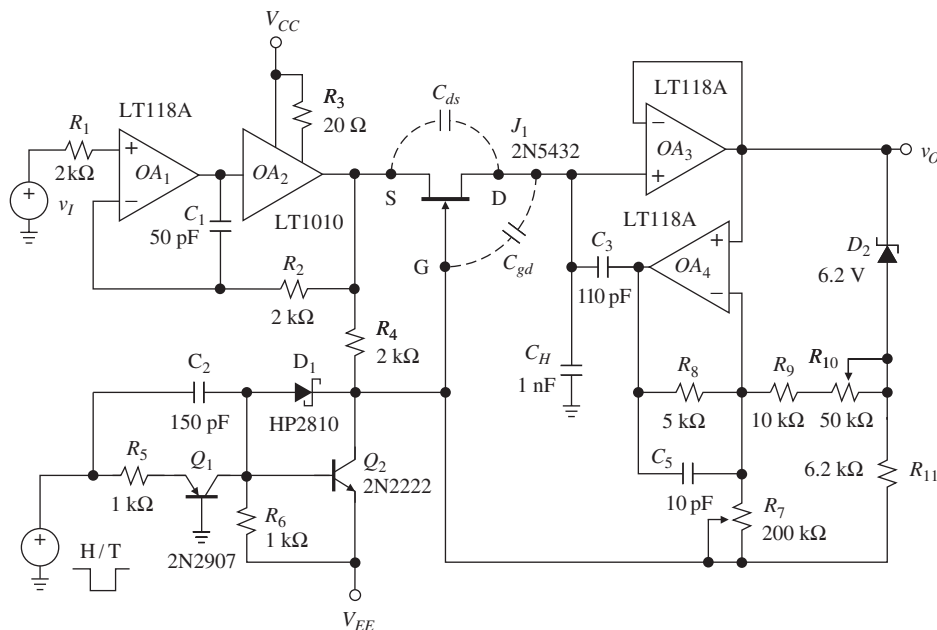 V_CC
R_3
20 Ω
LT118A
R_1
2 kΩ
v_I
+
−
OA_1
OA_2
LT1010
C_1
50 pF
R_2
2 kΩ
C_ds
J_1
2N5432
S
D
G
C_gd
LT118A
−
+
OA_3
v_O
LT118A
+
−
OA_4
C_3
110 pF
C_H
1 nF
D_2
6.2 V
R_4
2 kΩ
R_8
5 kΩ
R_9
10 kΩ
R_10
50 kΩ
C_5
10 pF
R_7
200 kΩ
6.2 kΩ
R_11
C_2
150 pF
D_1
HP2810
R_5
1 kΩ
Q_1
2N2907
Q_2
2N2222
R_6
1 kΩ
+
+
H/T
V_EE